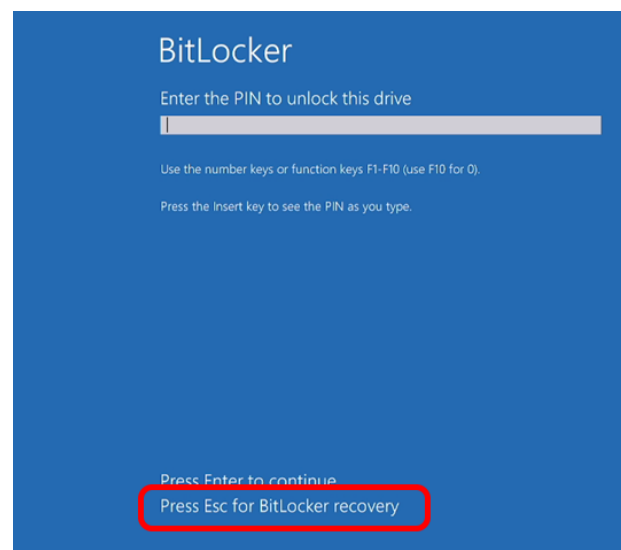 BitLocker
Enter the PIN to unlock this drive
Use the number keys or function keys F1-F10 (use F10 for 0).
Press the Insert key to see the PIN as you type.
Press Enter to continue
Press Esc for BitLocker recovery